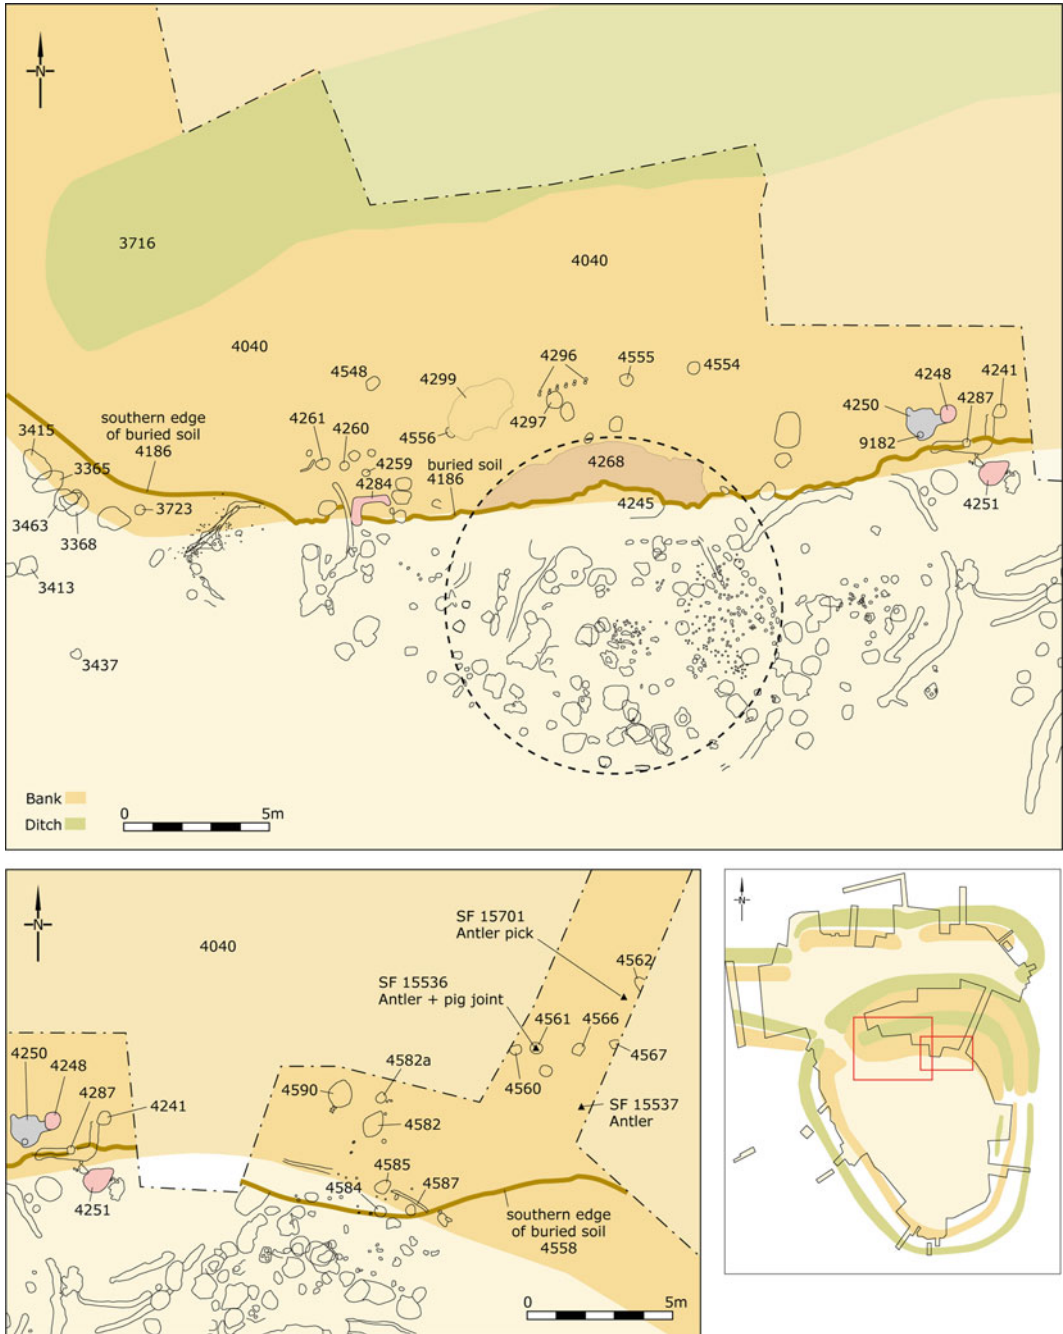 N
3716
4040
4040
4296
4555
4554
4548
4299
4248
4241
4287
4250
4297
southern edge
of buried soil
4186
4261
4260
4556
9182
3415
3365
4259
buried soil
4186
4268
4284
4245
4251
3463
3723
3368
3413
3437
Bank
Ditch
0
5m
N
4040
SF 15701
Antler pick
4562
SF 15536
Antler + pig joint
4561
4566
4567
4250
4248
4582a
4590
4560
4287
4241
4582
SF 15537
Antler
4585
4584
4587
4251
southern edge
of buried soil
4558
0
5m
N